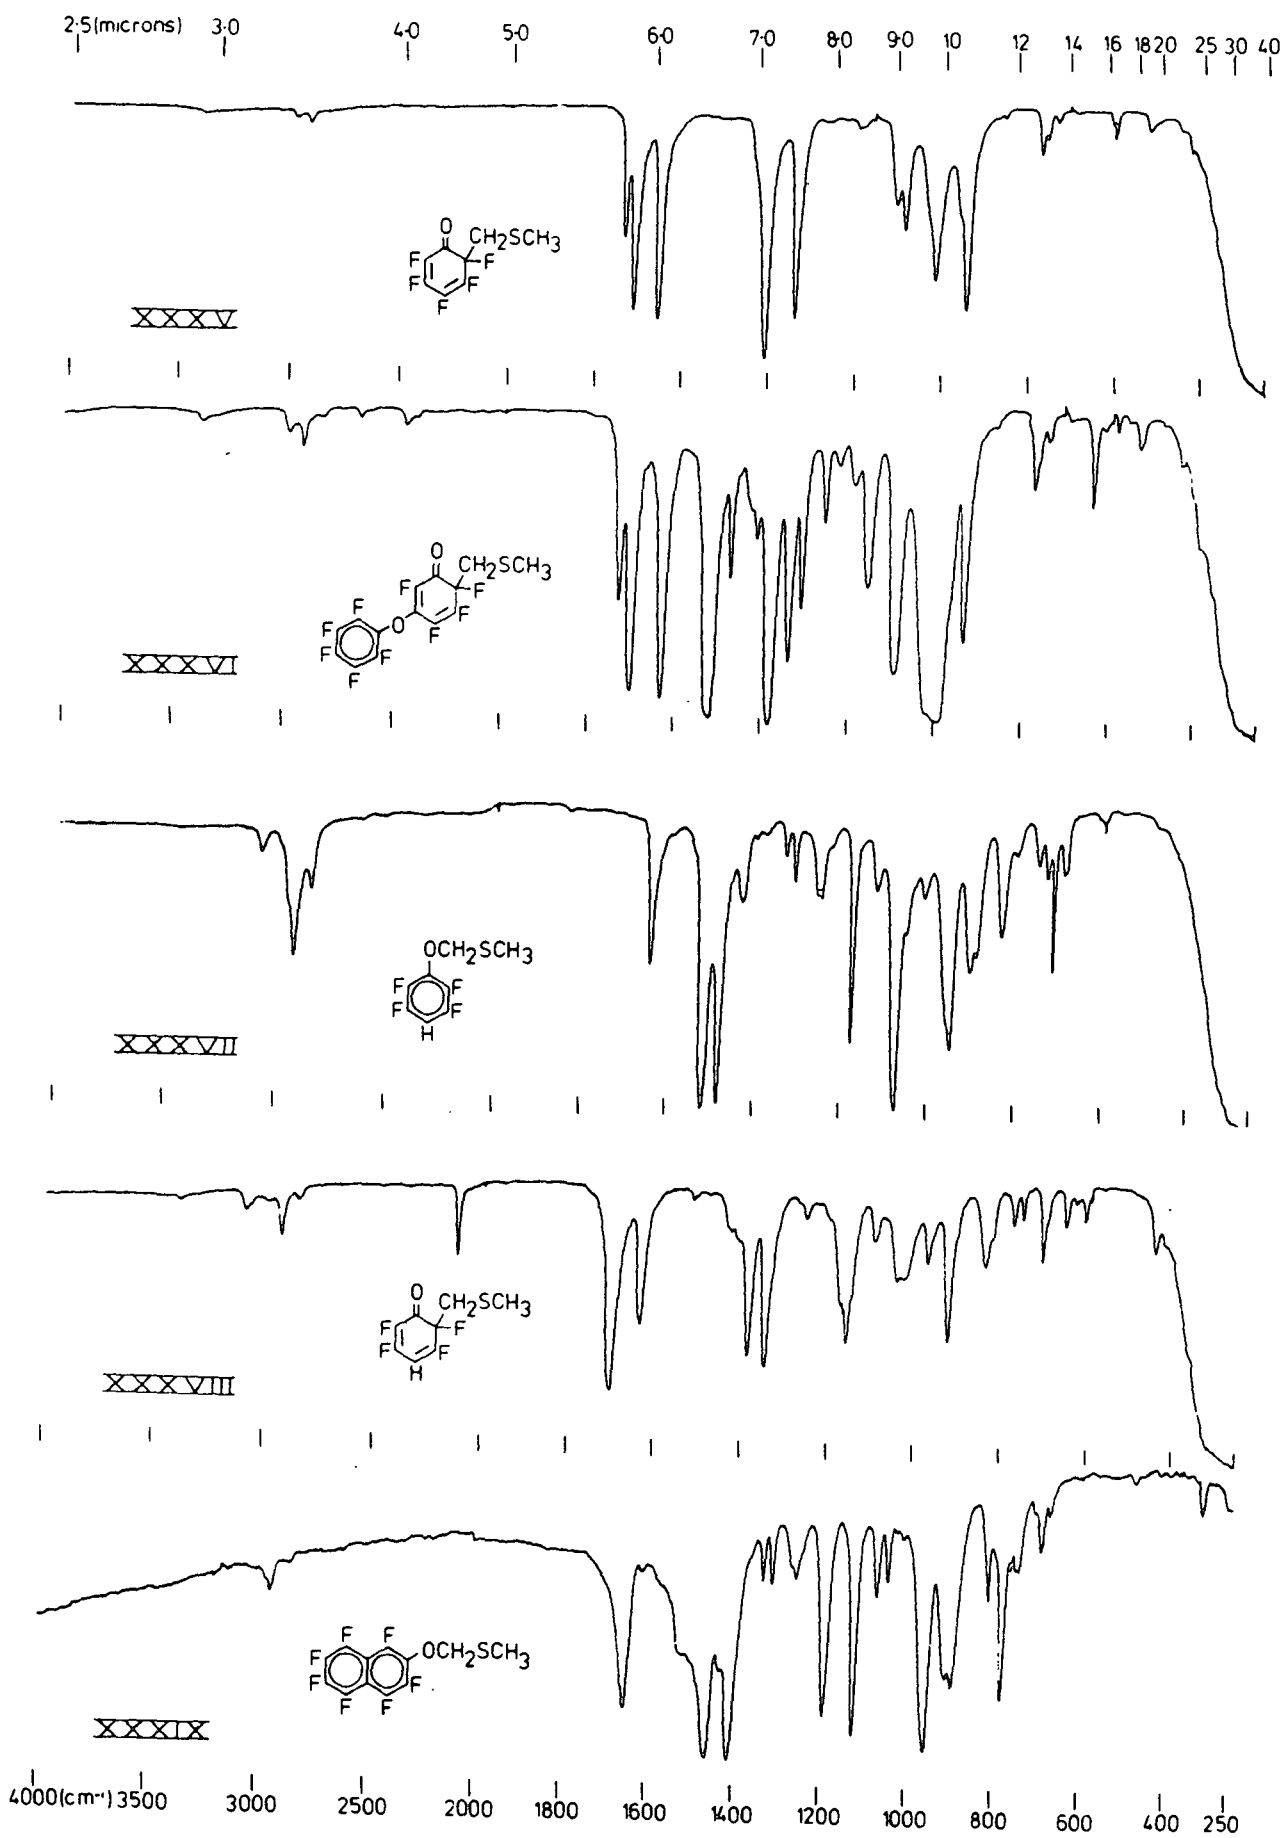 2·5(microns) 3·0 4·0 5·0 6·0 7·0 8·0 9·0 10 12 14 16 18 20 25 30 40
O
CH2SCH3
F F
F F
F
XXXV
O
CH2SCH3
F F
F O F
F F
F F
F
XXXVI
OCH2SCH3
F F
F F
H
XXXVII
O
CH2SCH3
F F
F F
H
XXXVIII
F F
F OCH2SCH3
F F
F F
XXXIX
4000(cm⁻¹) 3500 3000 2500 2000 1800 1600 1400 1200 1000 800 600 400 250